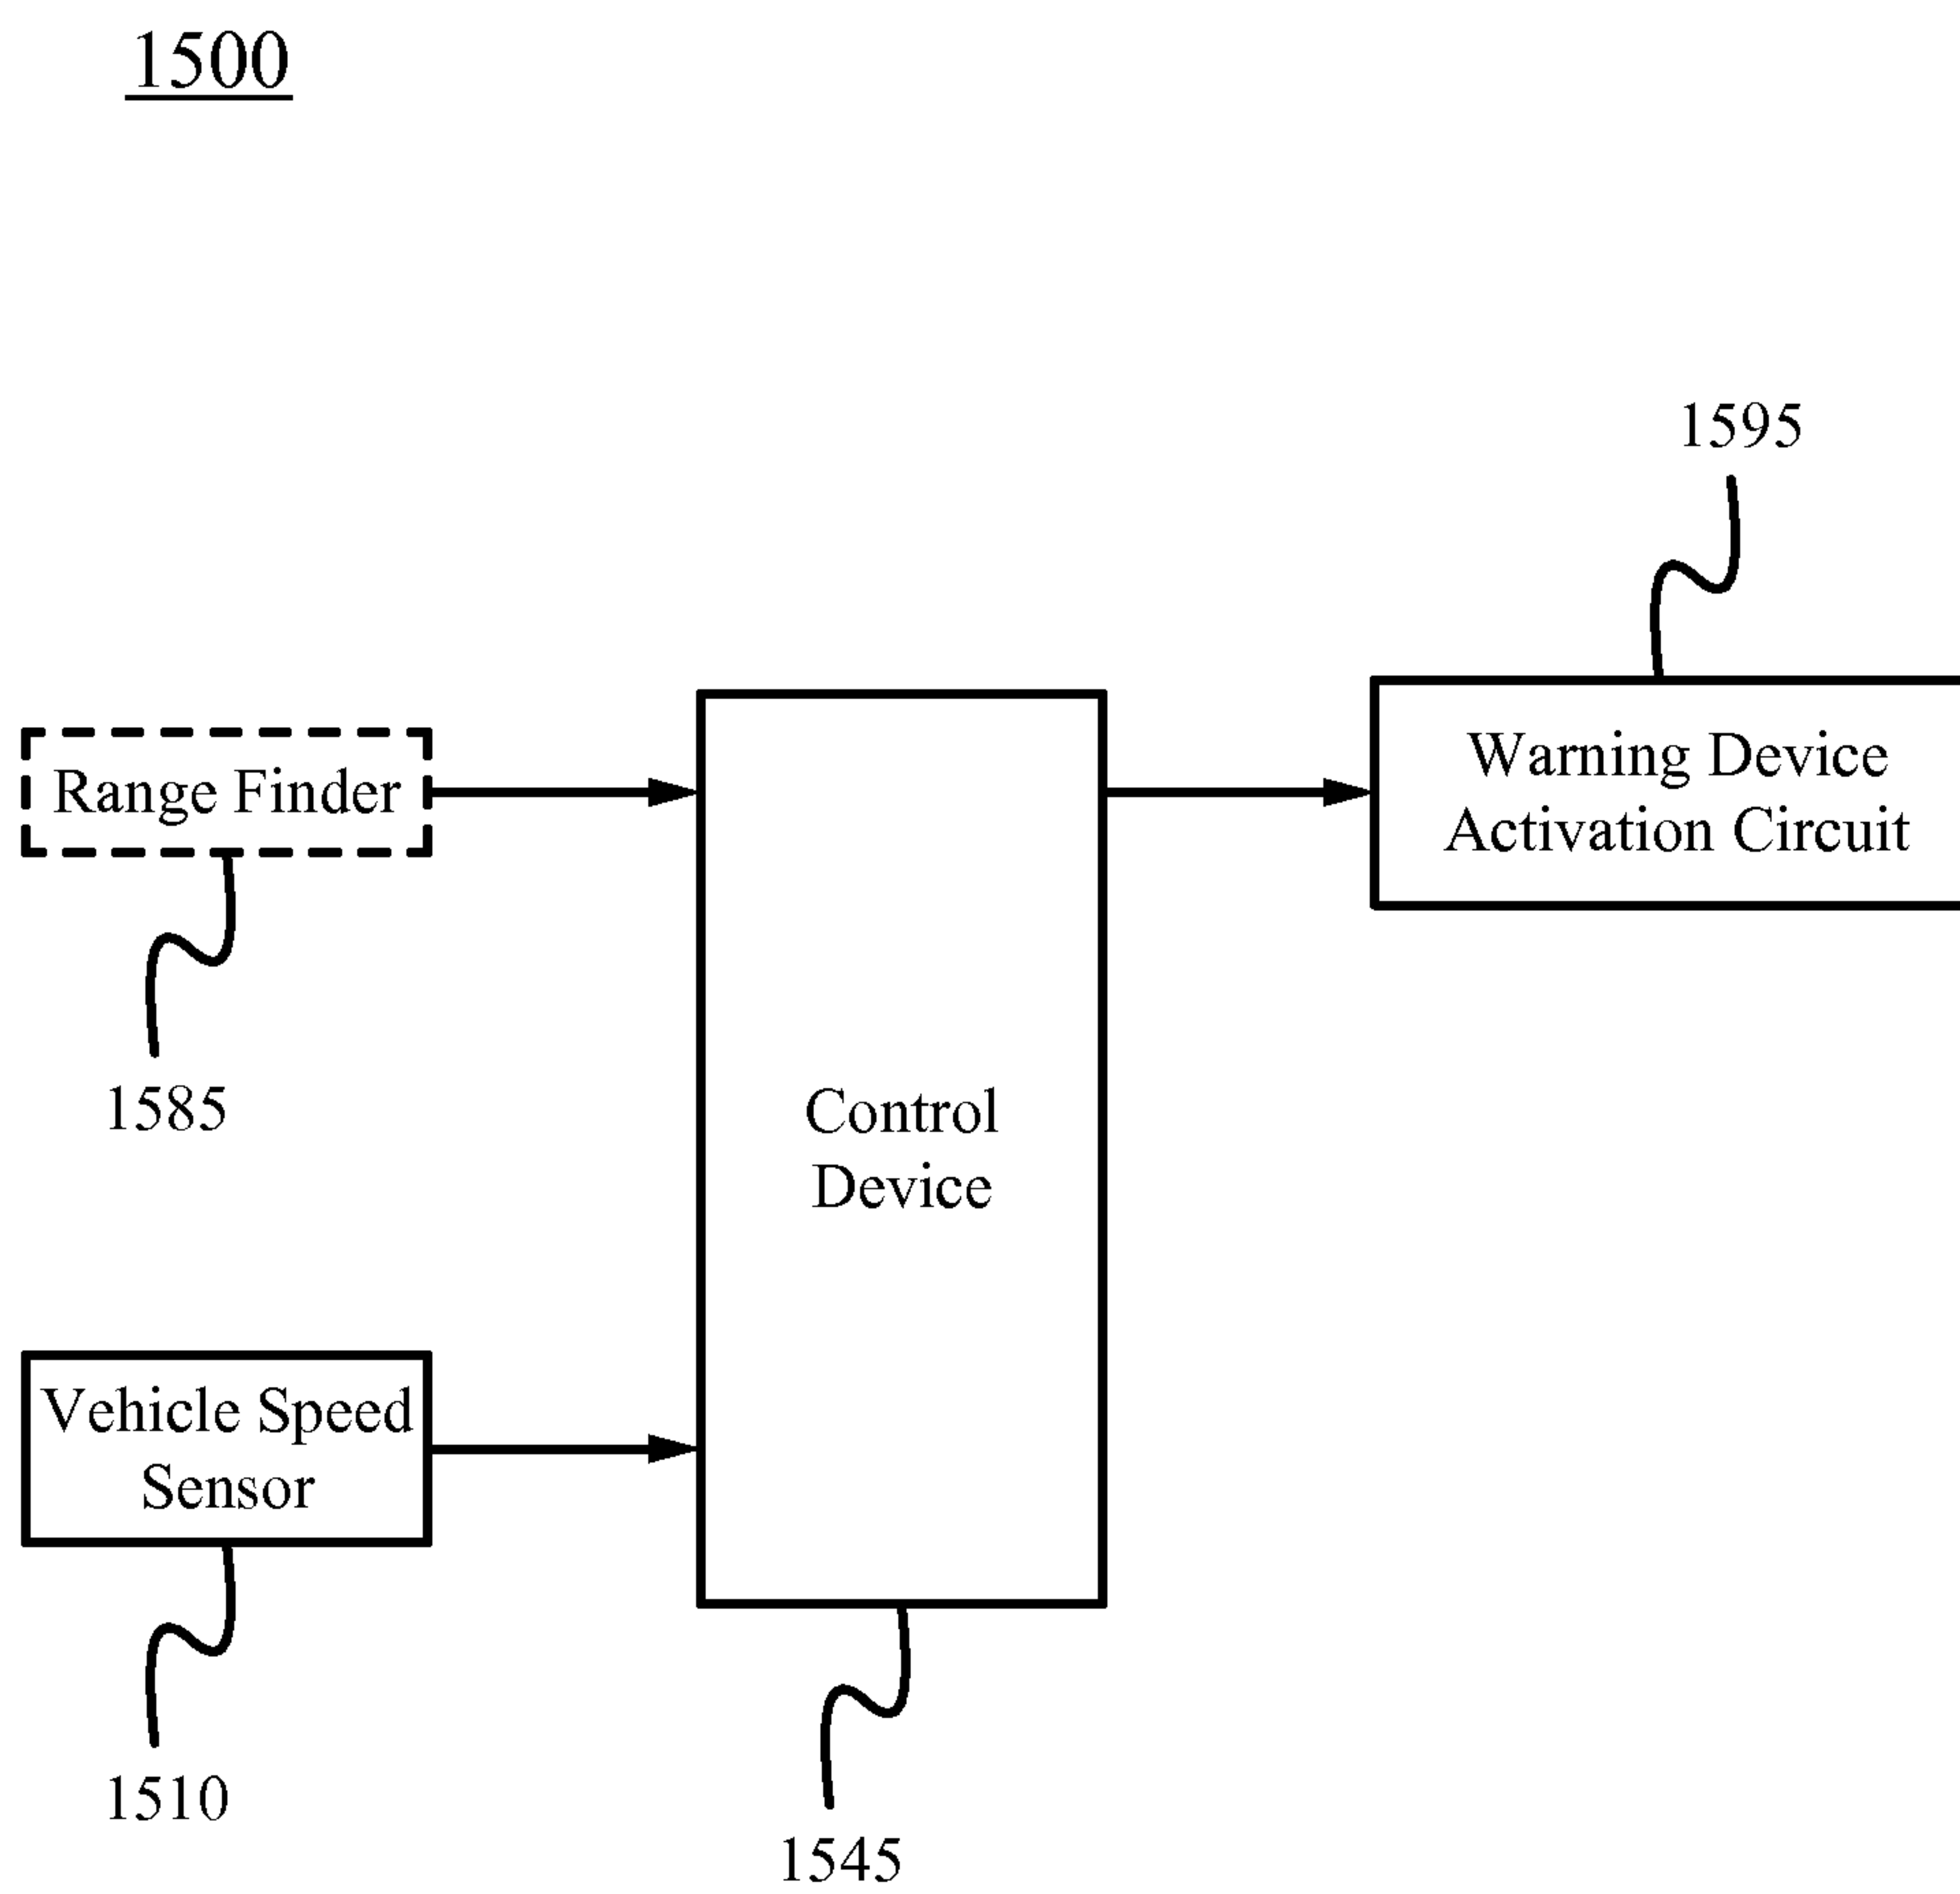 1500
1595
Range Finder
Warning Device
Activation Circuit
1585
Control
Device
Vehicle Speed
Sensor
1510
1545